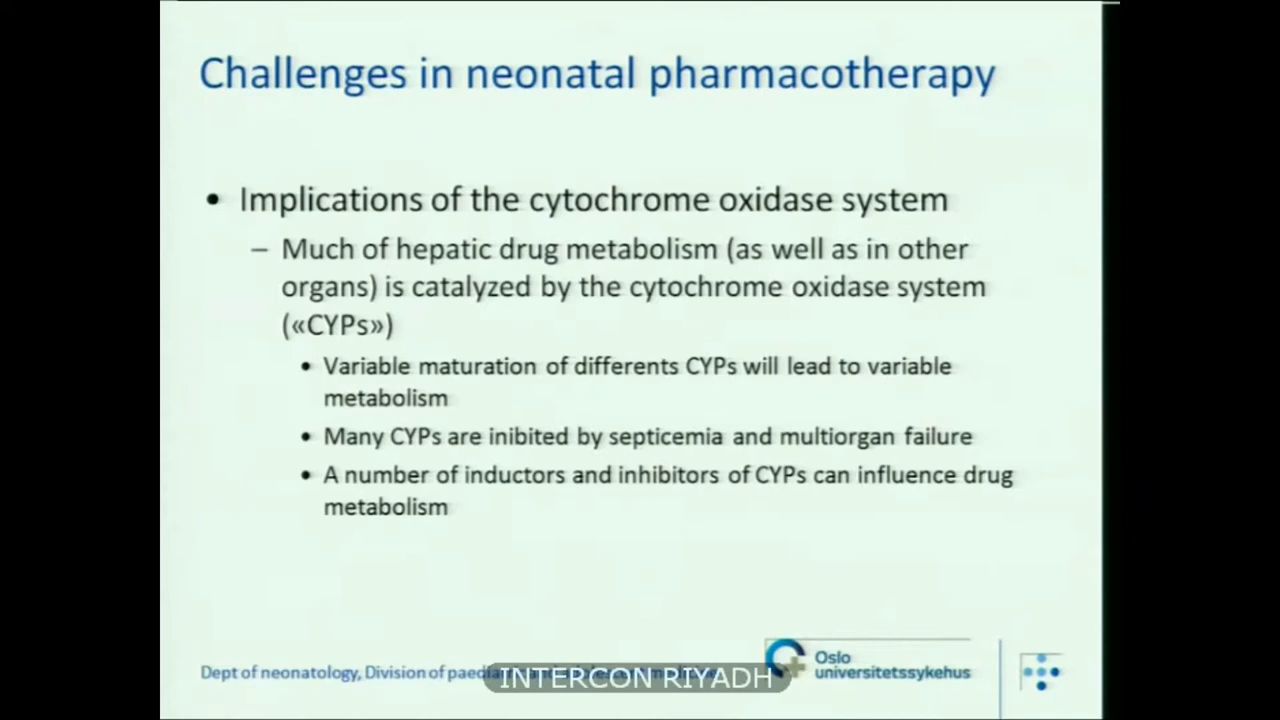 Challenges in neonatal pharmacotherapy
• Implications of the cytochrome oxidase system
– Much of hepatic drug metabolism (as well as in other
organs) is catalyzed by the cytochrome oxidase system
(«CYPs»)
• Variable maturation of differents CYPs will lead to variable
metabolism
• Many CYPs are inibited by septicemia and multiorgan failure
• A number of inductors and inhibitors of CYPs can influence drug
metabolism
Dept of neonatology, Division of
INTERCON RIYADH
Oslo
universitetssykehus